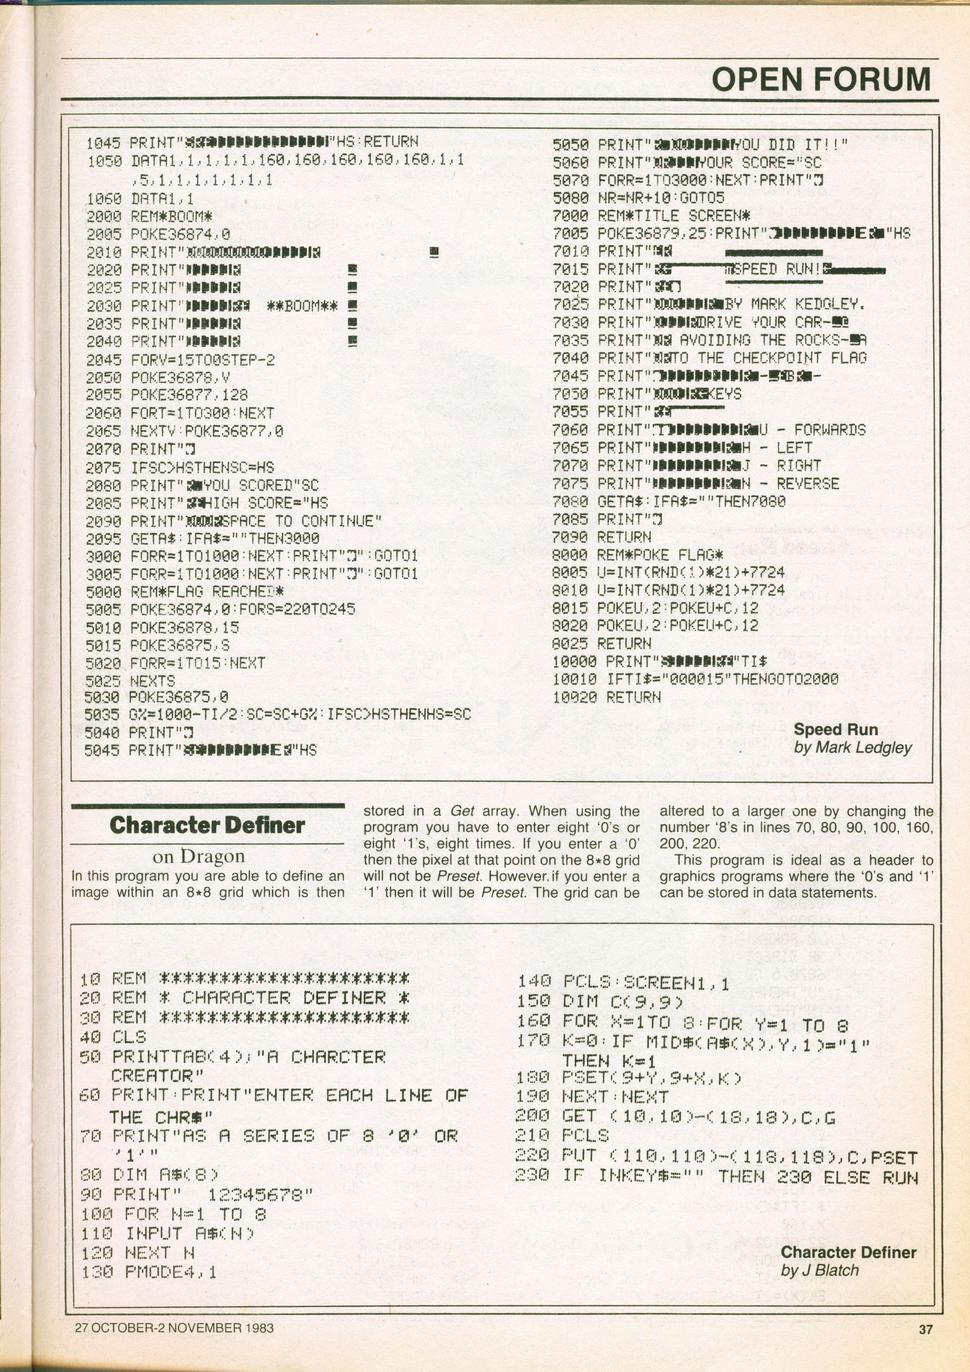 OPEN FORUM
1045 PRINT" "HS:RETURN
1050 DATA1,1,1,1,1,160,160,160,160,160,1,1
,5,1,1,1,1,1,1,1
1060 DATA1,1
2000 REM*BOOM*
2005 POKE36874,0
2010 PRINT"
2020 PRINT"
2025 PRINT"
2030 PRINT" **BOOM**
2035 PRINT"
2040 PRINT"
2045 FORV=15TO0STEP-2
2050 POKE36878,V
2055 POKE36877,128
2060 FORT=1TO300:NEXT
2065 NEXTV:POKE36877,0
2070 PRINT"
2075 IFSC>HSTHENSC=HS
2080 PRINT" YOU SCORED"SC
2085 PRINT" HIGH SCORE="HS
2090 PRINT" SPACE TO CONTINUE"
2095 GETA$:IFA$=""THEN3000
3000 FORR=1TO1000:NEXT:PRINT" ":GOTO1
3005 FORR=1TO1000:NEXT:PRINT" ":GOTO1
5000 REM*FLAG REACHED*
5005 POKE36874,0:FORS=220TO245
5010 POKE36878,15
5015 POKE36875,S
5020 FORR=1TO15:NEXT
5025 NEXTS
5030 POKE36875,0
5035 G%=1000-TI/2:SC=SC+G%:IFSC>HSTHENHS=SC
5040 PRINT"
5045 PRINT" "HS
5050 PRINT" YOU DID IT!!"
5060 PRINT" YOUR SCORE="SC
5070 FORR=1TO3000:NEXT:PRINT"
5080 NR=NR+10:GOTO5
7000 REM*TITLE SCREEN*
7005 POKE36879,25:PRINT" "HS
7010 PRINT"
7015 PRINT" SPEED RUN!
7020 PRINT"
7025 PRINT" BY MARK KEDGLEY.
7030 PRINT" DRIVE YOUR CAR-
7035 PRINT" AVOIDING THE ROCKS-
7040 PRINT" TO THE CHECKPOINT FLAG
7045 PRINT"
7050 PRINT" KEYS
7055 PRINT"
7060 PRINT" U - FORWARDS
7065 PRINT" H - LEFT
7070 PRINT" J - RIGHT
7075 PRINT" N - REVERSE
7080 GETA$:IFA$=""THEN7080
7085 PRINT"
7090 RETURN
8000 REM*POKE FLAG*
8005 U=INT(RND(1)*21)+7724
8010 U=INT(RND(1)*21)+7724
8015 POKEU,2:POKEU+C,12
8020 POKEU,2:POKEU+C,12
8025 RETURN
10000 PRINT" "TI$
10010 IFTI$="000015"THENGOTO2000
10020 RETURN
Speed Run
by Mark Ledgley
Character Definer
on Dragon
In this program you are able to define an
image within an 8*8 grid which is then
stored in a Get array. When using the
program you have to enter eight '0's or
eight '1's, eight times. If you enter a '0'
then the pixel at that point on the 8*8 grid
will not be Preset. However, if you enter a
'1' then it will be Preset. The grid can be
altered to a larger one by changing the
number '8's in lines 70, 80, 90, 100, 160,
200, 220.
This program is ideal as a header to
graphics programs where the '0's and '1'
can be stored in data statements.
10 REM *********************
20 REM * CHARACTER DEFINER *
30 REM *********************
40 CLS
50 PRINTTAB(4);"A CHARCTER
CREATOR"
60 PRINT:PRINT"ENTER EACH LINE OF
THE CHR$"
70 PRINT"AS A SERIES OF 8 '0' OR
'1'"
80 DIM A$(8)
90 PRINT"  12345678"
100 FOR N=1 TO 8
110 INPUT A$(N)
120 NEXT N
130 PMODE4,1
140 PCLS:SCREEN1,1
150 DIM C(9,9)
160 FOR X=1TO 8:FOR Y=1 TO 8
170 K=0:IF MID$(A$(X),Y,1)="1"
THEN K=1
180 PSET(9+Y,9+X,K)
190 NEXT:NEXT
200 GET (10,10)-(18,18),C,G
210 PCLS
220 PUT (110,110)-(118,118),C,PSET
230 IF INKEY$="" THEN 230 ELSE RUN
Character Definer
by J Blatch
27 OCTOBER-2 NOVEMBER 1983
37